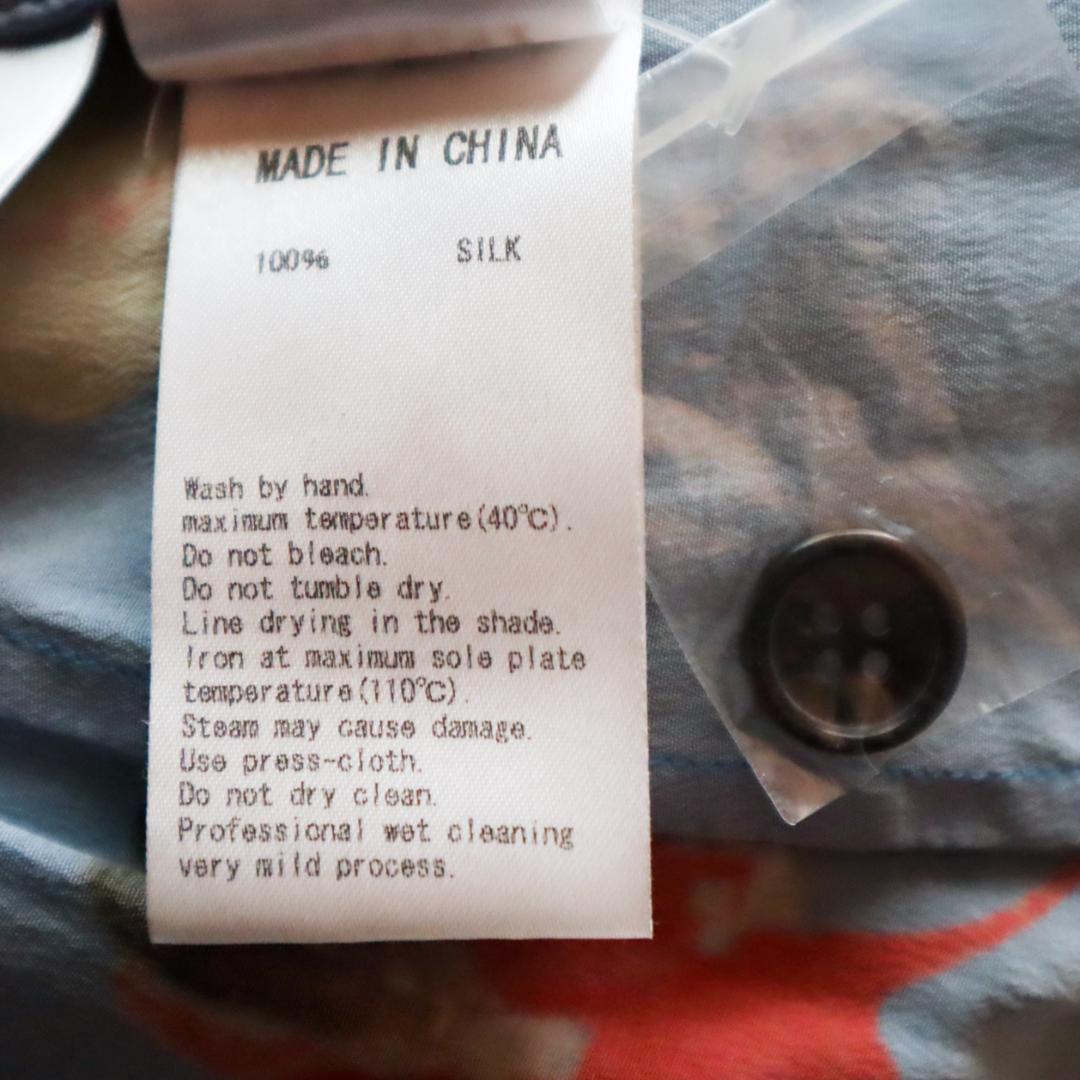 MADE IN CHINA
100% SILK
Wash by hand.
maximum temperature(40℃).
Do not bleach.
Do not tumble dry.
Line drying in the shade.
Iron at maximum sole plate
temperature(110℃).
Steam may cause damage.
Use press-cloth.
Do not dry clean.
Professional wet cleaning
very mild process.